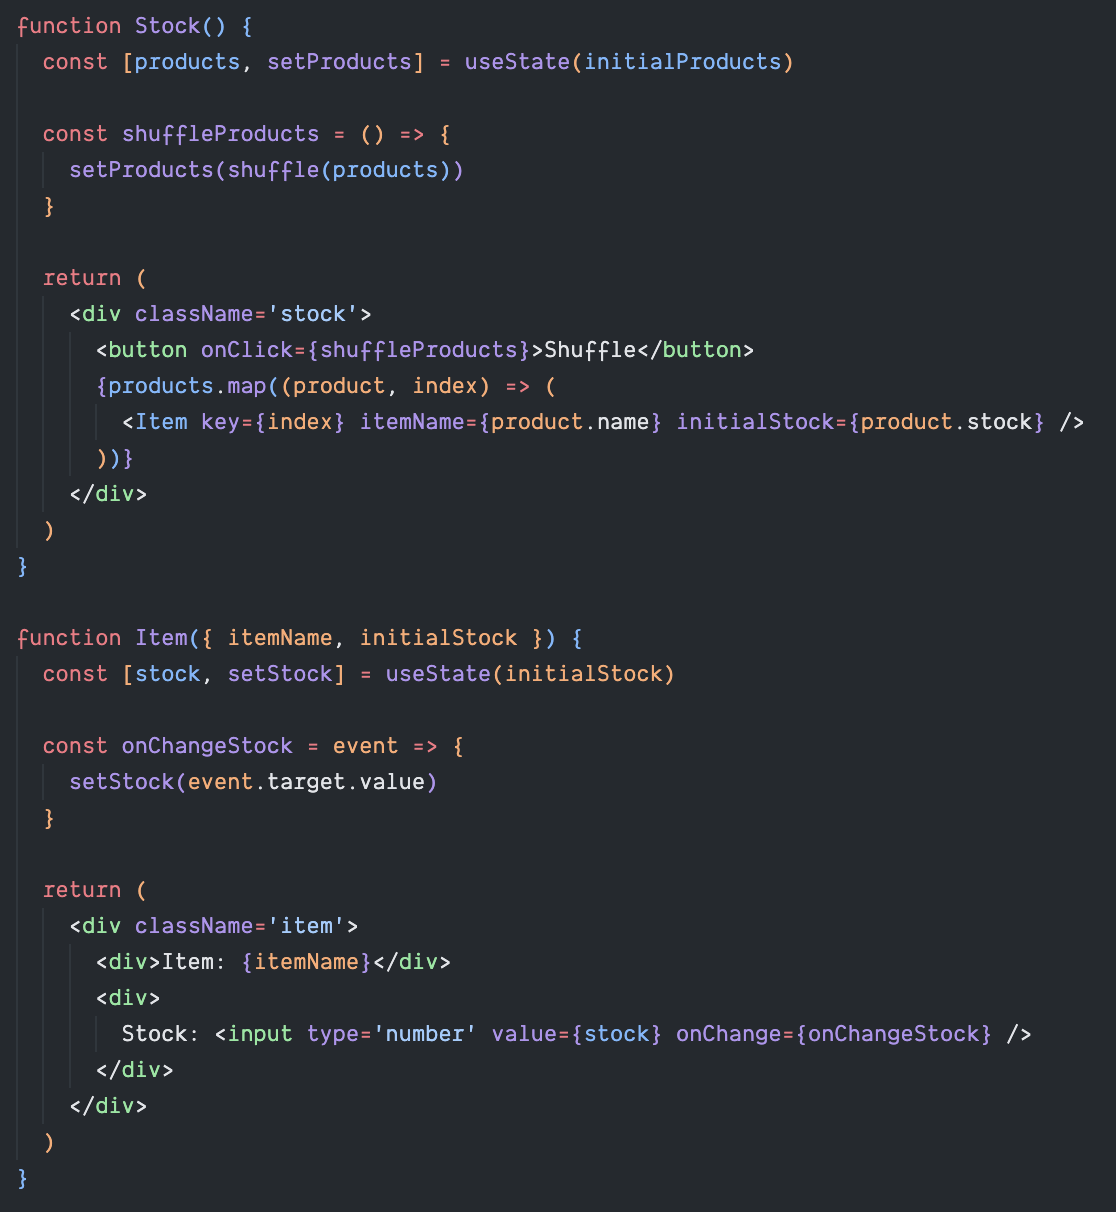 function Stock() {
  const [products, setProducts] = useState(initialProducts)

  const shuffleProducts = () => {
    setProducts(shuffle(products))
  }

  return (
    <div className='stock'>
      <button onClick={shuffleProducts}>Shuffle</button>
      {products.map((product, index) => (
        <Item key={index} itemName={product.name} initialStock={product.stock} />
      ))}
    </div>
  )
}

function Item({ itemName, initialStock }) {
  const [stock, setStock] = useState(initialStock)

  const onChangeStock = event => {
    setStock(event.target.value)
  }

  return (
    <div className='item'>
      <div>Item: {itemName}</div>
      <div>
        Stock: <input type='number' value={stock} onChange={onChangeStock} />
      </div>
    </div>
  )
}